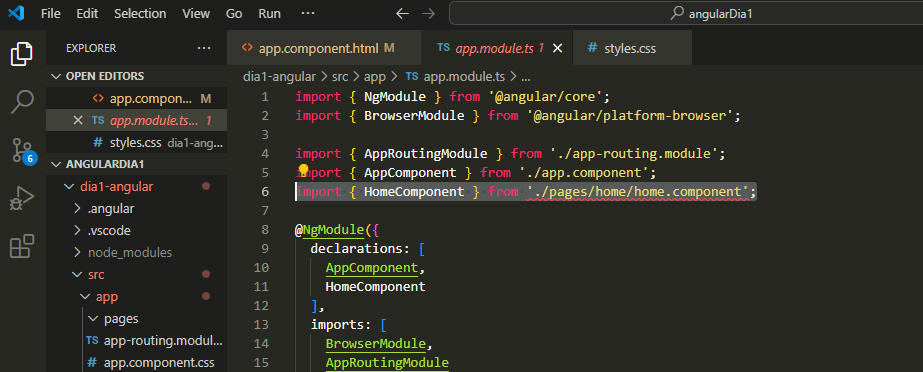 File Edit Selection View Go Run ··· angularDia1
EXPLORER ···
OPEN EDITORS
app.compon... M
TS app.module.ts... 1
styles.css dia1-ang...
ANGULARDIA1
dia1-angular
.angular
.vscode
node_modules
src
app
pages
TS app-routing.modul...
app.component.css
6
app.component.html M TS app.module.ts 1 styles.css
dia1-angular > src > app > TS app.module.ts > ...
1 import { NgModule } from '@angular/core';
2 import { BrowserModule } from '@angular/platform-browser';
3
4 import { AppRoutingModule } from './app-routing.module';
5 import { AppComponent } from './app.component';
6 import { HomeComponent } from './pages/home/home.component';
7
8 @NgModule({
9 declarations: [
10 AppComponent,
11 HomeComponent
12 ],
13 imports: [
14 BrowserModule,
15 AppRoutingModule